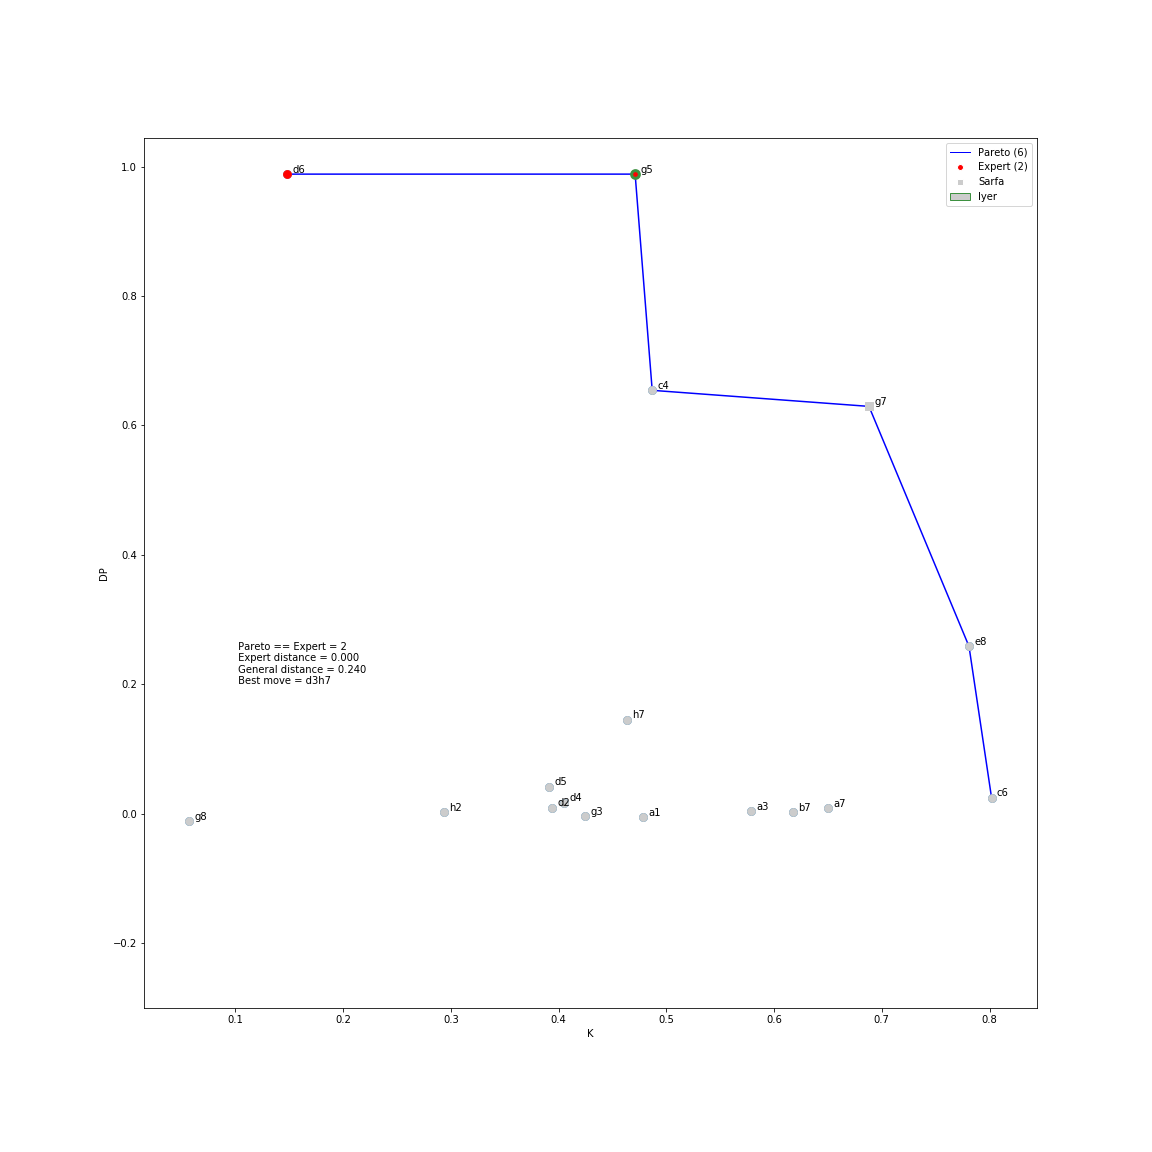 Pareto (6)
Expert (2)
Sarfa
Iyer
d6
g5
c4
g7
e8
c6
h7
d5
d4
d2
g3
h2
g8
a1
a3
b7
a7
Pareto == Expert = 2
Expert distance = 0.000
General distance = 0.240
Best move = d3h7
1.0
0.8
0.6
0.4
0.2
0.0
−0.2
DP
0.1 0.2 0.3 0.4 0.5 0.6 0.7 0.8
K